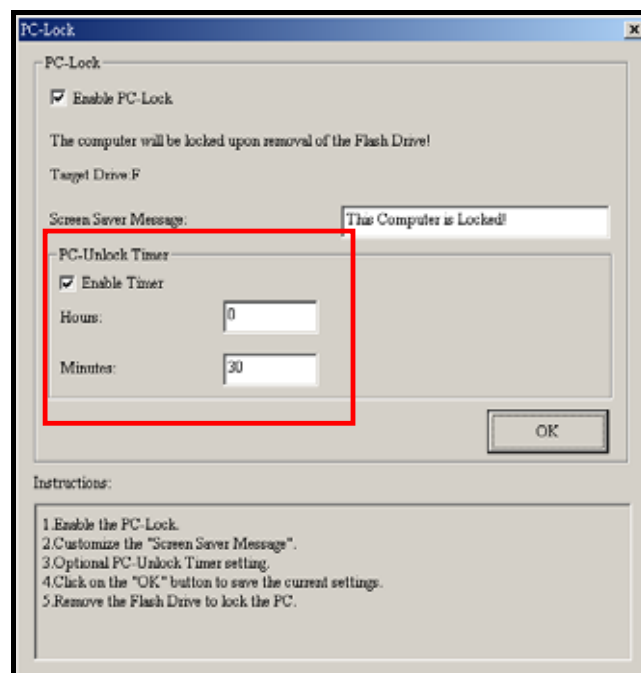 PC-Lock
PC-Lock
Enable PC-Lock
The computer will be locked upon removal of the Flash Drive!
Target Drive:F
Screen Saver Message: This Computer is Locked!
PC-Unlock Timer
Enable Timer
Hours: 0
Minutes: 30
OK
Instructions:
1.Enable the PC-Lock.
2.Customize the "Screen Saver Message".
3.Optional PC-Unlock Timer setting.
4.Click on the "OK" button to save the current settings.
5.Remove the Flash Drive to lock the PC.